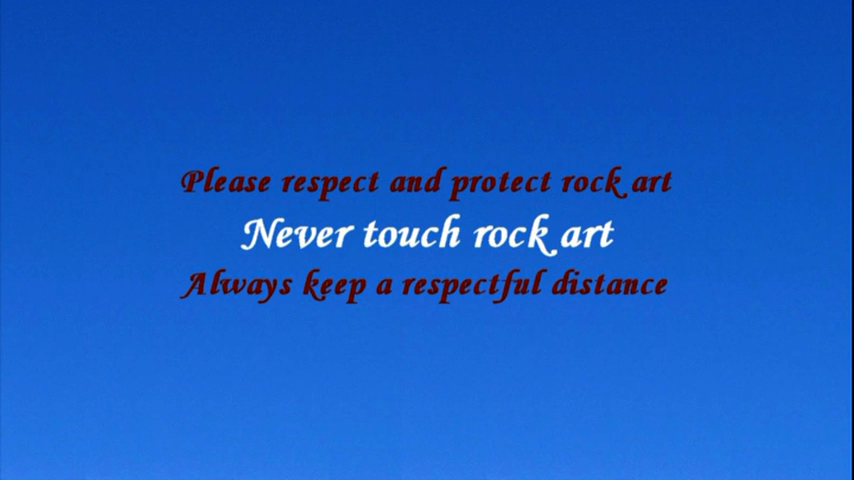 Please respect and protect rock art
Never touch rock art
Always keep a respectful distance